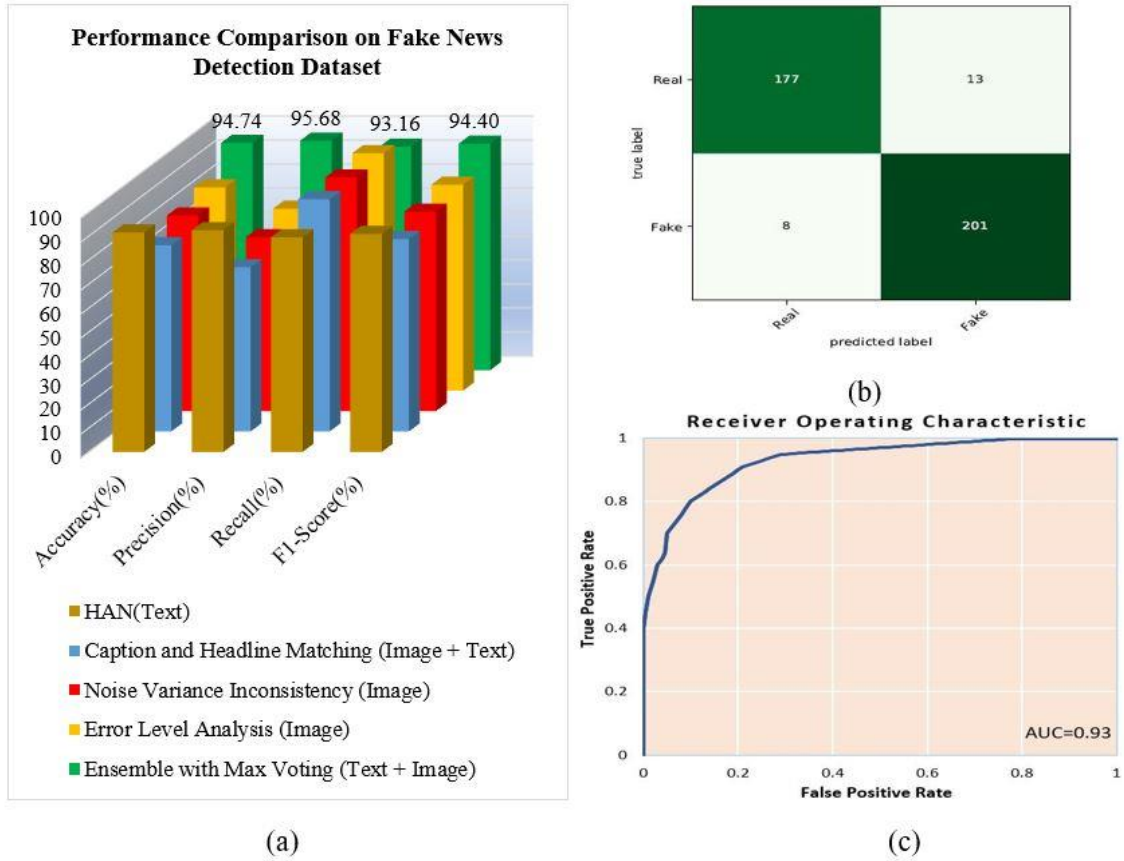 Performance Comparison on Fake News
Detection Dataset
94.74
95.68
93.16
94.40
100
90
80
70
60
50
40
30
20
10
0
Accuracy(%)
Precision(%)
Recall(%)
F1-Score(%)
HAN(Text)
Caption and Headline Matching (Image + Text)
Noise Variance Inconsistency (Image)
Error Level Analysis (Image)
Ensemble with Max Voting (Text + Image)
(a)
true label
Real
177
13
Fake
8
201
Real
Fake
predicted label
(b)
Receiver Operating Characteristic
True Positive Rate
1
0.8
0.6
0.4
0.2
0
AUC=0.93
0
0.2
0.4
0.6
0.8
1
False Positive Rate
(c)